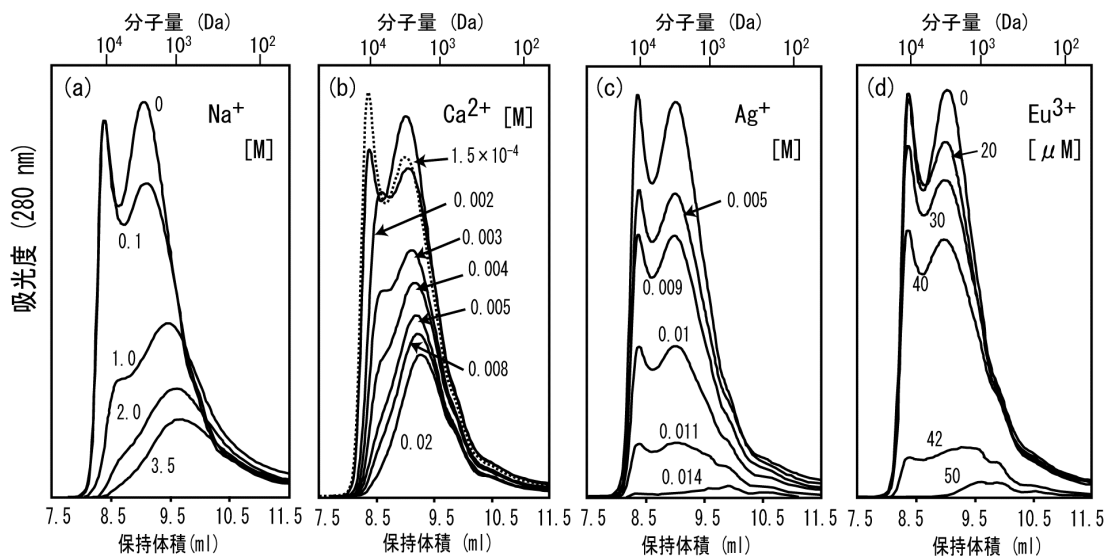 分子量 (Da)
10⁴ 10³ 10²
(a)
Na⁺
[M]
0
0.1
1.0
2.0
3.5
7.5 8.5 9.5 10.5 11.5
保持体積(ml)
吸光度 (280 nm)
分子量 (Da)
10⁴ 10³ 10²
(b)
Ca²⁺ [M]
1.5×10⁻⁴
0.002
0.003
0.004
0.005
0.008
0.02
7.5 8.5 9.5 10.5 11.5
保持体積(ml)
分子量 (Da)
10⁴ 10³ 10²
(c)
Ag⁺
[M]
0.005
0.009
0.01
0.011
0.014
7.5 8.5 9.5 10.5 11.5
保持体積(ml)
分子量 (Da)
10⁴ 10³ 10²
(d)
Eu³⁺
[μM]
0
20
30
40
42
50
7.5 8.5 9.5 10.5 11.5
保持体積(ml)